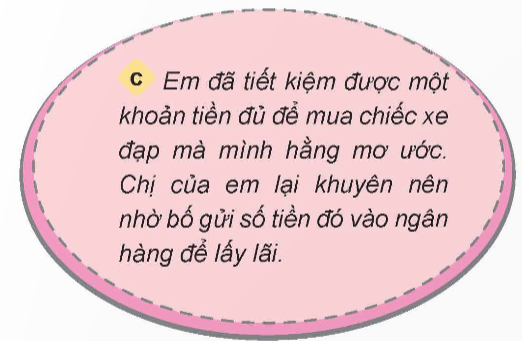 C Em đã tiết kiệm được một
khoản tiền đủ để mua chiếc xe
đạp mà mình hằng mơ ước.
Chị của em lại khuyên nên
nhờ bố gửi số tiền đó vào ngân
hàng để lấy lãi.